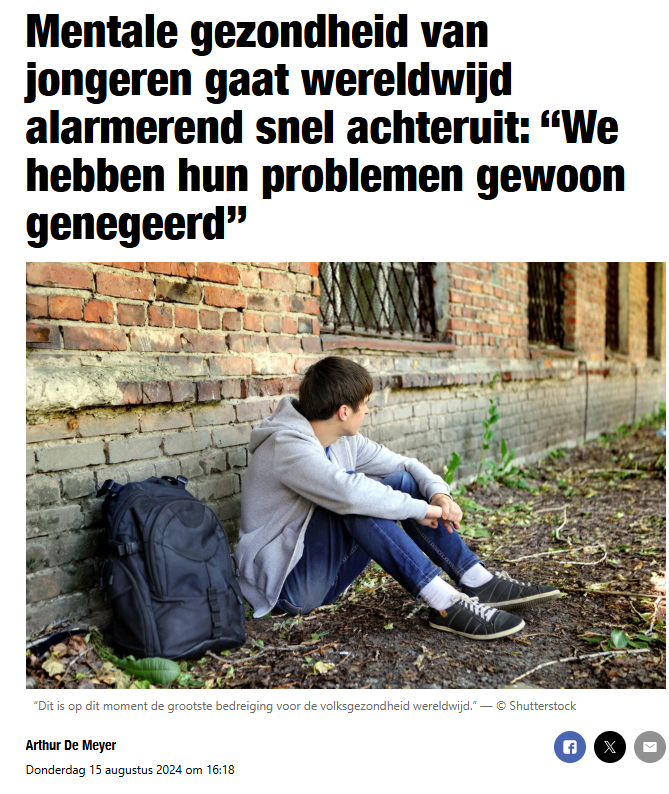 Mentale gezondheid van
jongeren gaat wereldwijd
alarmerend snel achteruit: “We
hebben hun problemen gewoon
genegeerd”
“Dit is op dit moment de grootste bedreiging voor de volksgezondheid wereldwijd.” — © Shutterstock
Arthur De Meyer
Donderdag 15 augustus 2024 om 16:18